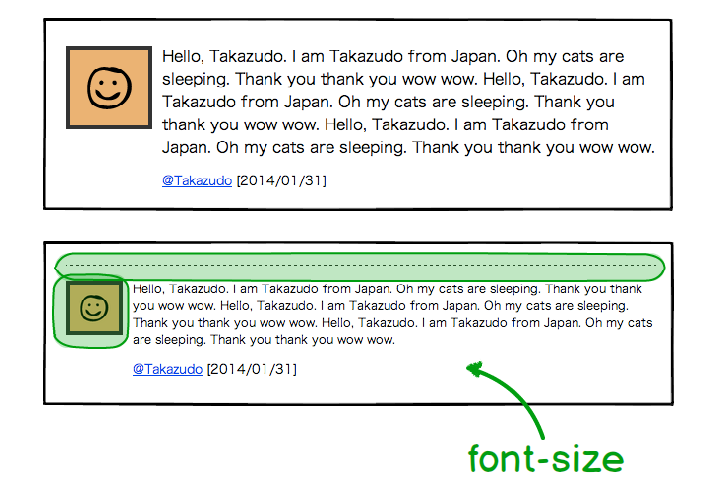 Hello, Takazudo. I am Takazudo from Japan. Oh my cats are
sleeping. Thank you thank you wow wow. Hello, Takazudo. I am
Takazudo from Japan. Oh my cats are sleeping. Thank you
thank you wow wow. Hello, Takazudo. I am Takazudo from
Japan. Oh my cats are sleeping. Thank you thank you wow wow.
@Takazudo [2014/01/31]
Hello, Takazudo. I am Takazudo from Japan. Oh my cats are sleeping. Thank you thank
you wow wow. Hello, Takazudo. I am Takazudo from Japan. Oh my cats are sleeping.
Thank you thank you wow wow. Hello, Takazudo. I am Takazudo from Japan. Oh my cats
are sleeping. Thank you thank you wow wow.
@Takazudo [2014/01/31]
font-size